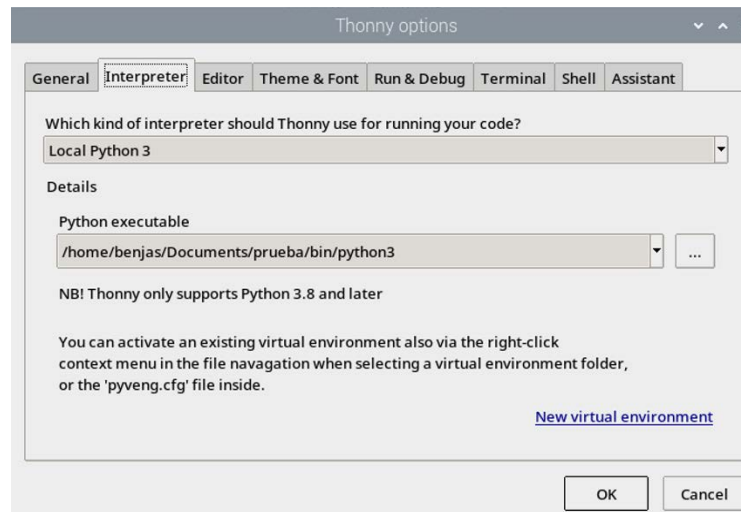 Thonny options
General Interpreter Editor Theme & Font Run & Debug Terminal Shell Assistant
Which kind of interpreter should Thonny use for running your code?
Local Python 3
Details
Python executable
/home/benjas/Documents/prueba/bin/python3
...
NB! Thonny only supports Python 3.8 and later
You can activate an existing virtual environment also via the right-click
context menu in the file navagation when selecting a virtual environment folder,
or the 'pyveng.cfg' file inside.
New virtual environment
OK Cancel